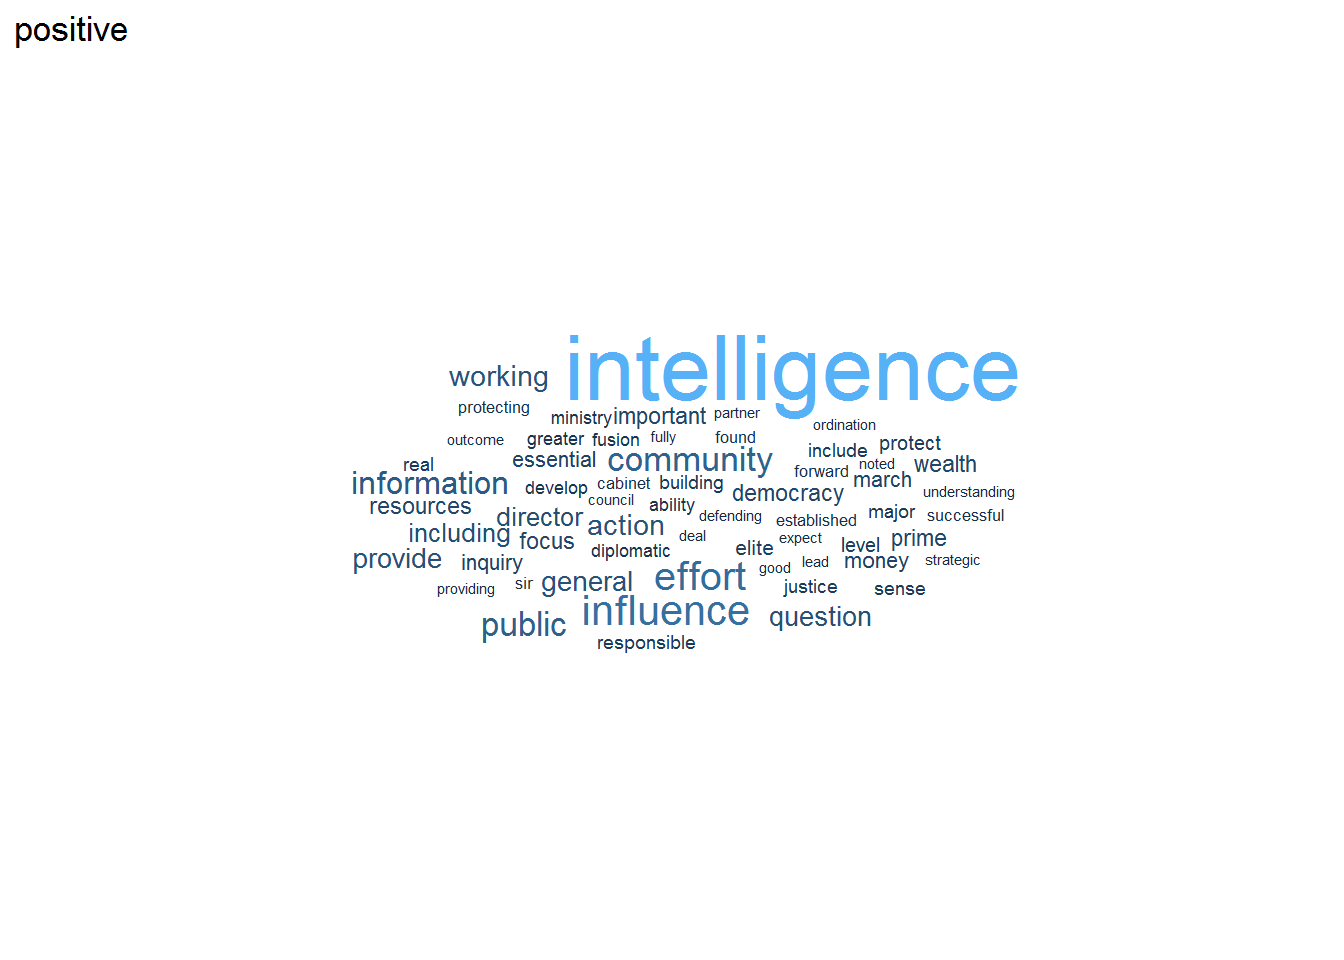 positive
intelligence
working
protecting
ministry important partner
ordination
outcome greater fusion fully found
include protect
real essential community forward noted wealth
information develop cabinet building democracy march understanding
resources council ability
director action defending established major successful
including focus deal expect
diplomatic elite level prime
provide inquiry good lead money strategic
providing sir general effort justice sense
influence
public question
responsible